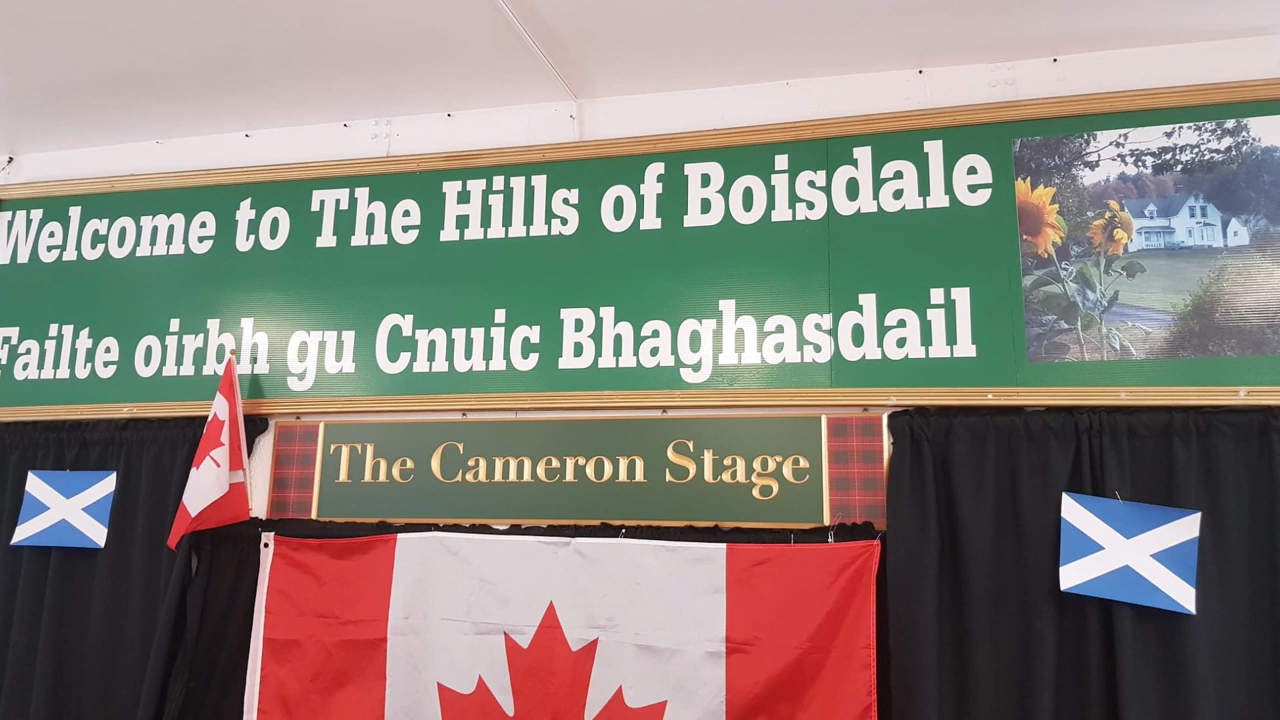 Welcome to The Hills of Boisdale
Failte oirbh gu Cnuic Bhaghasdail
The Cameron Stage